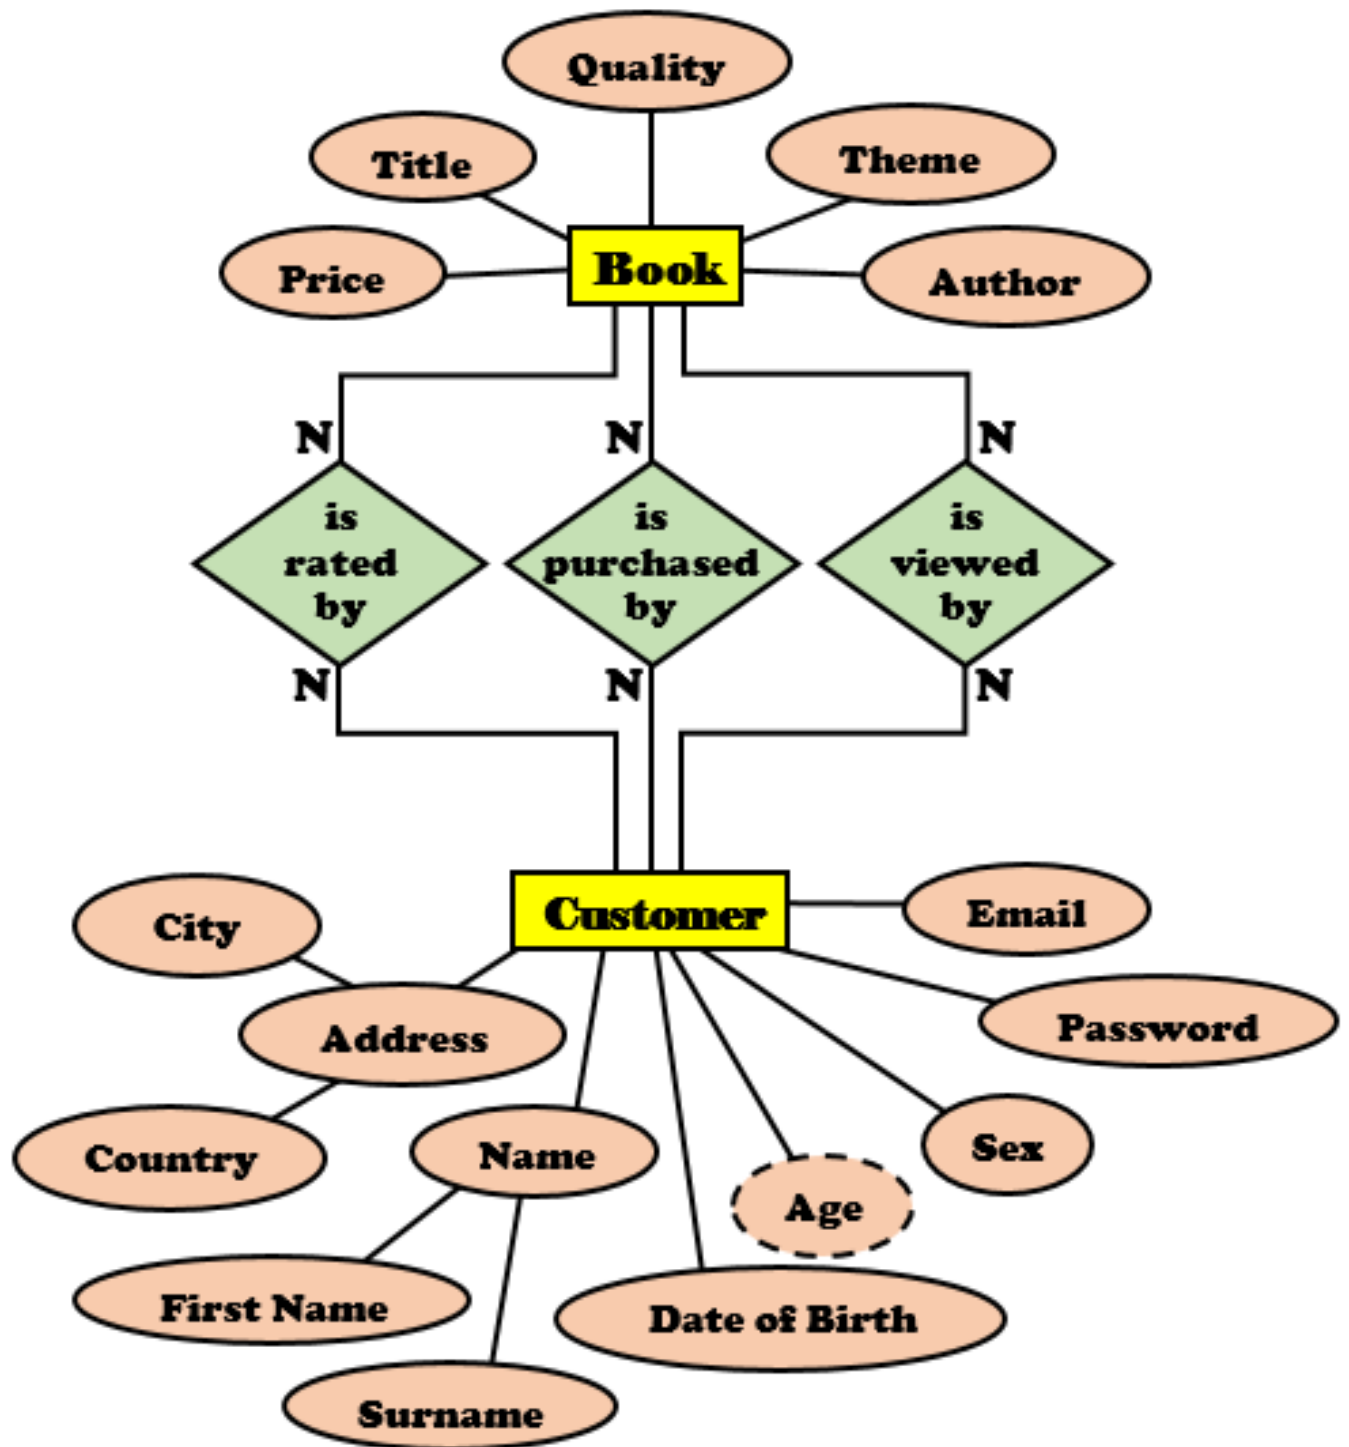 Quality
Title
Theme
Price
Book
Author
N
N
N
is
rated
by
is
purchased
by
is
viewed
by
N
N
N
City
Customer
Email
Address
Password
Country
Name
Sex
Age
First Name
Date of Birth
Surname